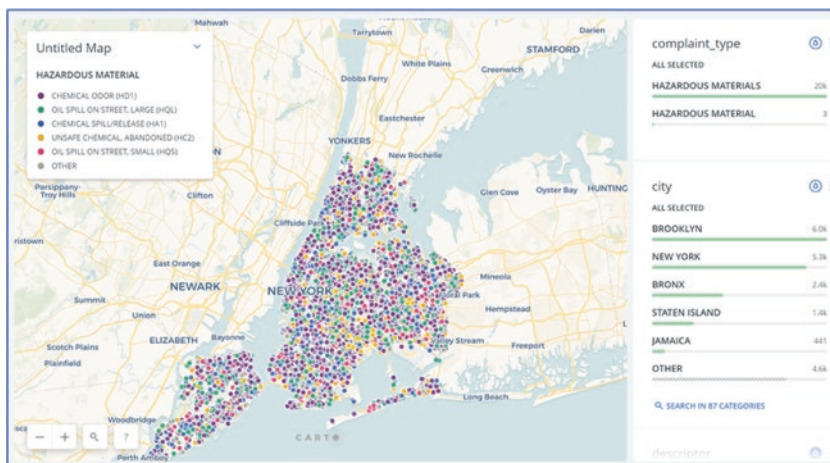 Untitled Map
HAZARDOUS MATERIAL
CHEMICAL ODOR (HD1)
OIL SPILL ON STREET, LARGE (HQL)
CHEMICAL SPILL/RELEASE (HA1)
UNSAFE CHEMICAL, ABANDONED (HC2)
OIL SPILL ON STREET, SMALL (HQS)
OTHER
Mahwah
Tarrytown
Darien
STAMFORD
White Plains
Greenwich
Dobbs Ferry
Eastchester
YONKERS
New Rochelle
ON
Parsippany-
Troy Hills
Clifton
Glen Cove
Oyster Bay
HUNTING
Cliffside Par
ristown
East Orange
Mineola
NEWARK
NEW YORK
oral Park
Summit
Hempstead
Union
ELIZABETH
Bayonne
Valley Stream
Freeport
Scotch Plains
Plainfield
Long Beach
Woodbridge
Perth Amboy
− + ?
CARTO
complaint_type
ALL SELECTED
HAZARDOUS MATERIALS 20k
HAZARDOUS MATERIAL 3
city
ALL SELECTED
BROOKLYN 6.0k
NEW YORK 5.3k
BRONX 2.4k
STATEN ISLAND 1.4k
JAMAICA 441
OTHER 4.6k
SEARCH IN 87 CATEGORIES
descriptor